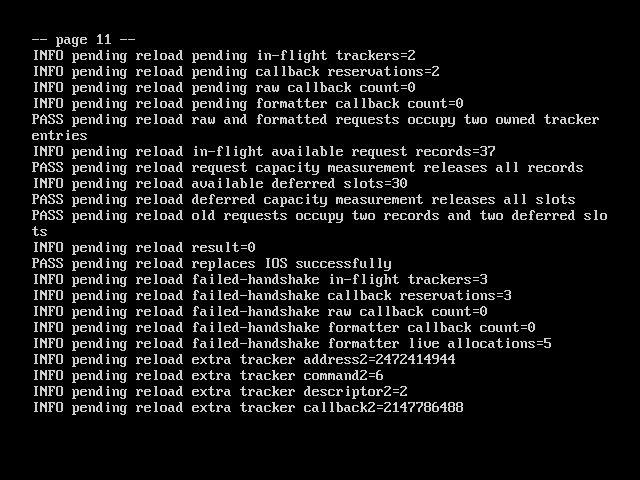 -- page 11 --
INFO pending reload pending in-flight trackers=2
INFO pending reload pending callback reservations=2
INFO pending reload pending raw callback count=0
INFO pending reload pending formatter callback count=0
PASS pending reload raw and formatted requests occupy two owned tracker
entries
INFO pending reload in-flight available request records=37
PASS pending reload request capacity measurement releases all records
INFO pending reload available deferred slots=30
PASS pending reload deferred capacity measurement releases all slots
PASS pending reload old requests occupy two records and two deferred slo
ts
INFO pending reload result=0
PASS pending reload replaces IOS successfully
INFO pending reload failed-handshake in-flight trackers=3
INFO pending reload failed-handshake callback reservations=3
INFO pending reload failed-handshake raw callback count=0
INFO pending reload failed-handshake formatter callback count=0
INFO pending reload failed-handshake formatter live allocations=5
INFO pending reload extra tracker address2=2472414944
INFO pending reload extra tracker command2=6
INFO pending reload extra tracker descriptor2=2
INFO pending reload extra tracker callback2=2147786488